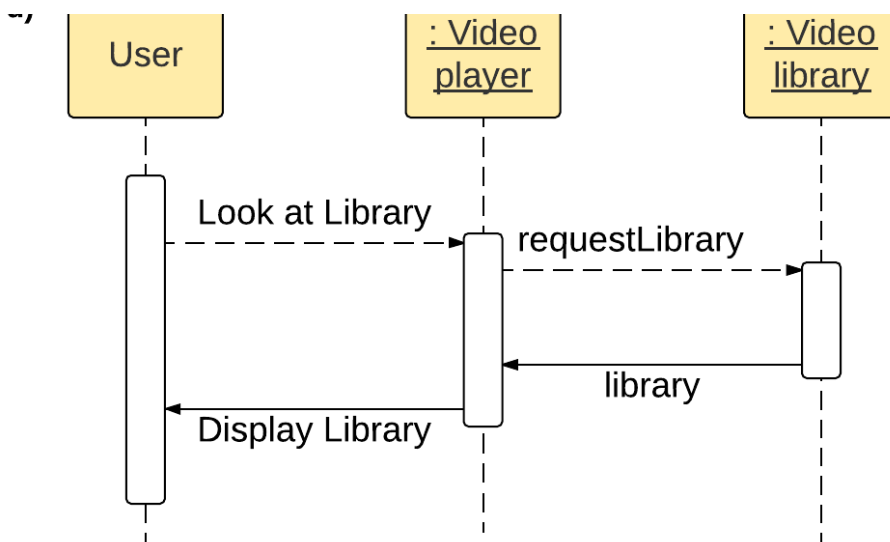 User
: Video
player
: Video
library
Look at Library
requestLibrary
library
Display Library